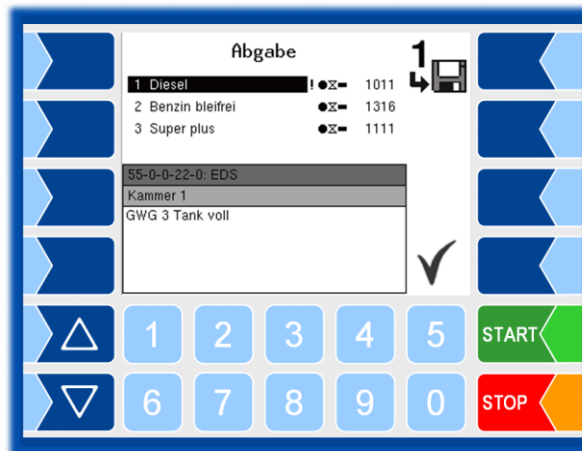 Abgabe
1
1 Diesel ! 1011
2 Benzin bleifrei 1316
3 Super plus 1111
55-0-0-22-0: EDS
Kammer 1
GWG 3 Tank voll
1 2 3 4 5 START
6 7 8 9 0 STOP